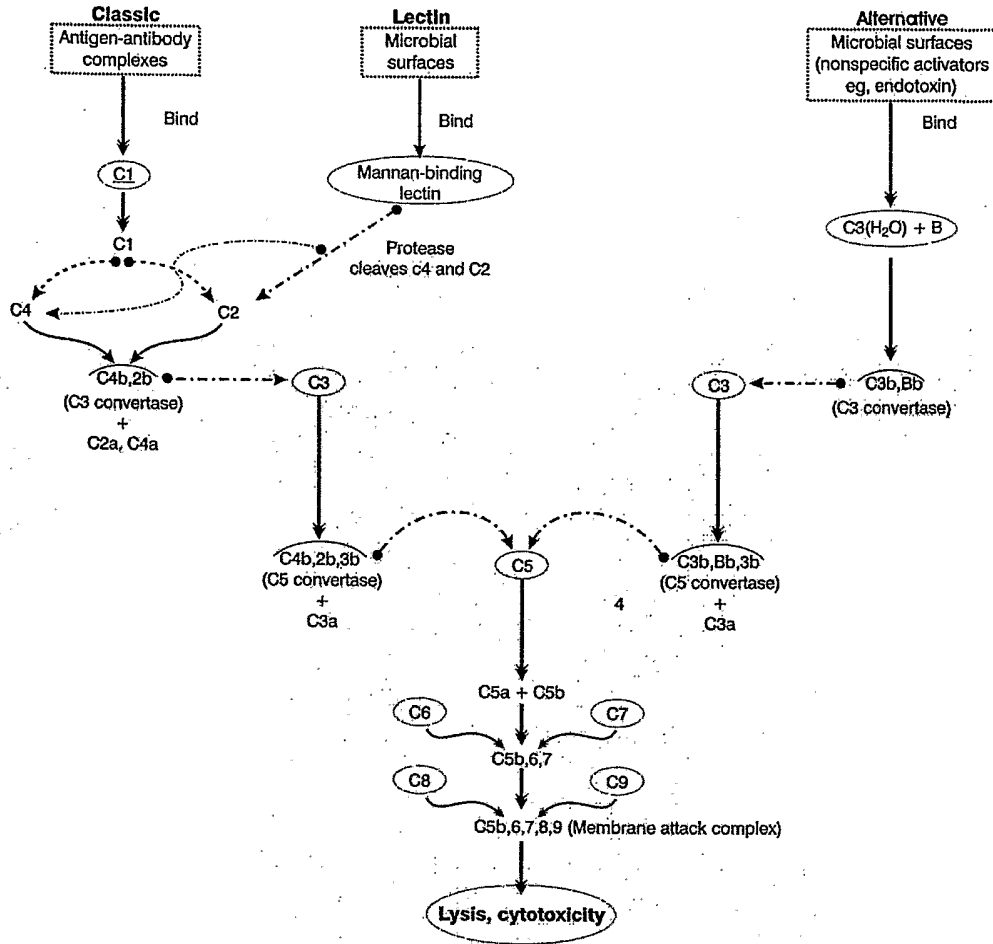 Classic
Antigen-antibody
complexes
Bind
C1
C1
C4
C2
C4b,2b
(C3 convertase)
+
C2a, C4a
Lectin
Microbial
surfaces
Bind
Mannan-binding
lectin
Protease
cleaves c4 and C2
C3
C4b,2b,3b
(C5 convertase)
+
C3a
Alternative
Microbial surfaces
(nonspecific activators
eg, endotoxin)
Bind
C3(H₂O) + B
C3b,Bb
(C3 convertase)
C3
C3b,Bb,3b
(C5 convertase)
+
C3a
C5
4
C5a + C5b
C6
C7
C5b,6,7
C8
C9
C5b,6,7,8,9 (Membrane attack complex)
Lysis, cytotoxicity